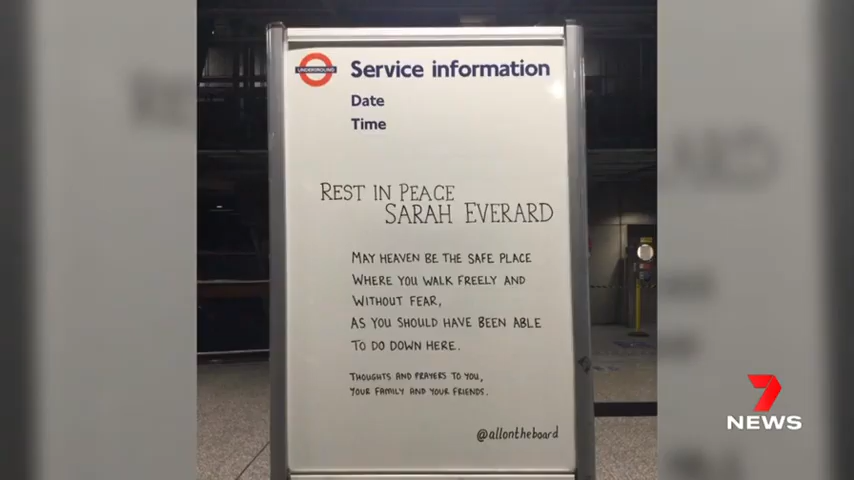 UNDERGROUND
Service information
Date
Time
REST IN PEACE
SARAH EVERARD
MAY HEAVEN BE THE SAFE PLACE
WHERE YOU WALK FREELY AND
WITHOUT FEAR,
AS YOU SHOULD HAVE BEEN ABLE
TO DO DOWN HERE.
THOUGHTS AND PRAYERS TO YOU,
YOUR FAMILY AND YOUR FRIENDS.
@allontheboard
7
NEWS